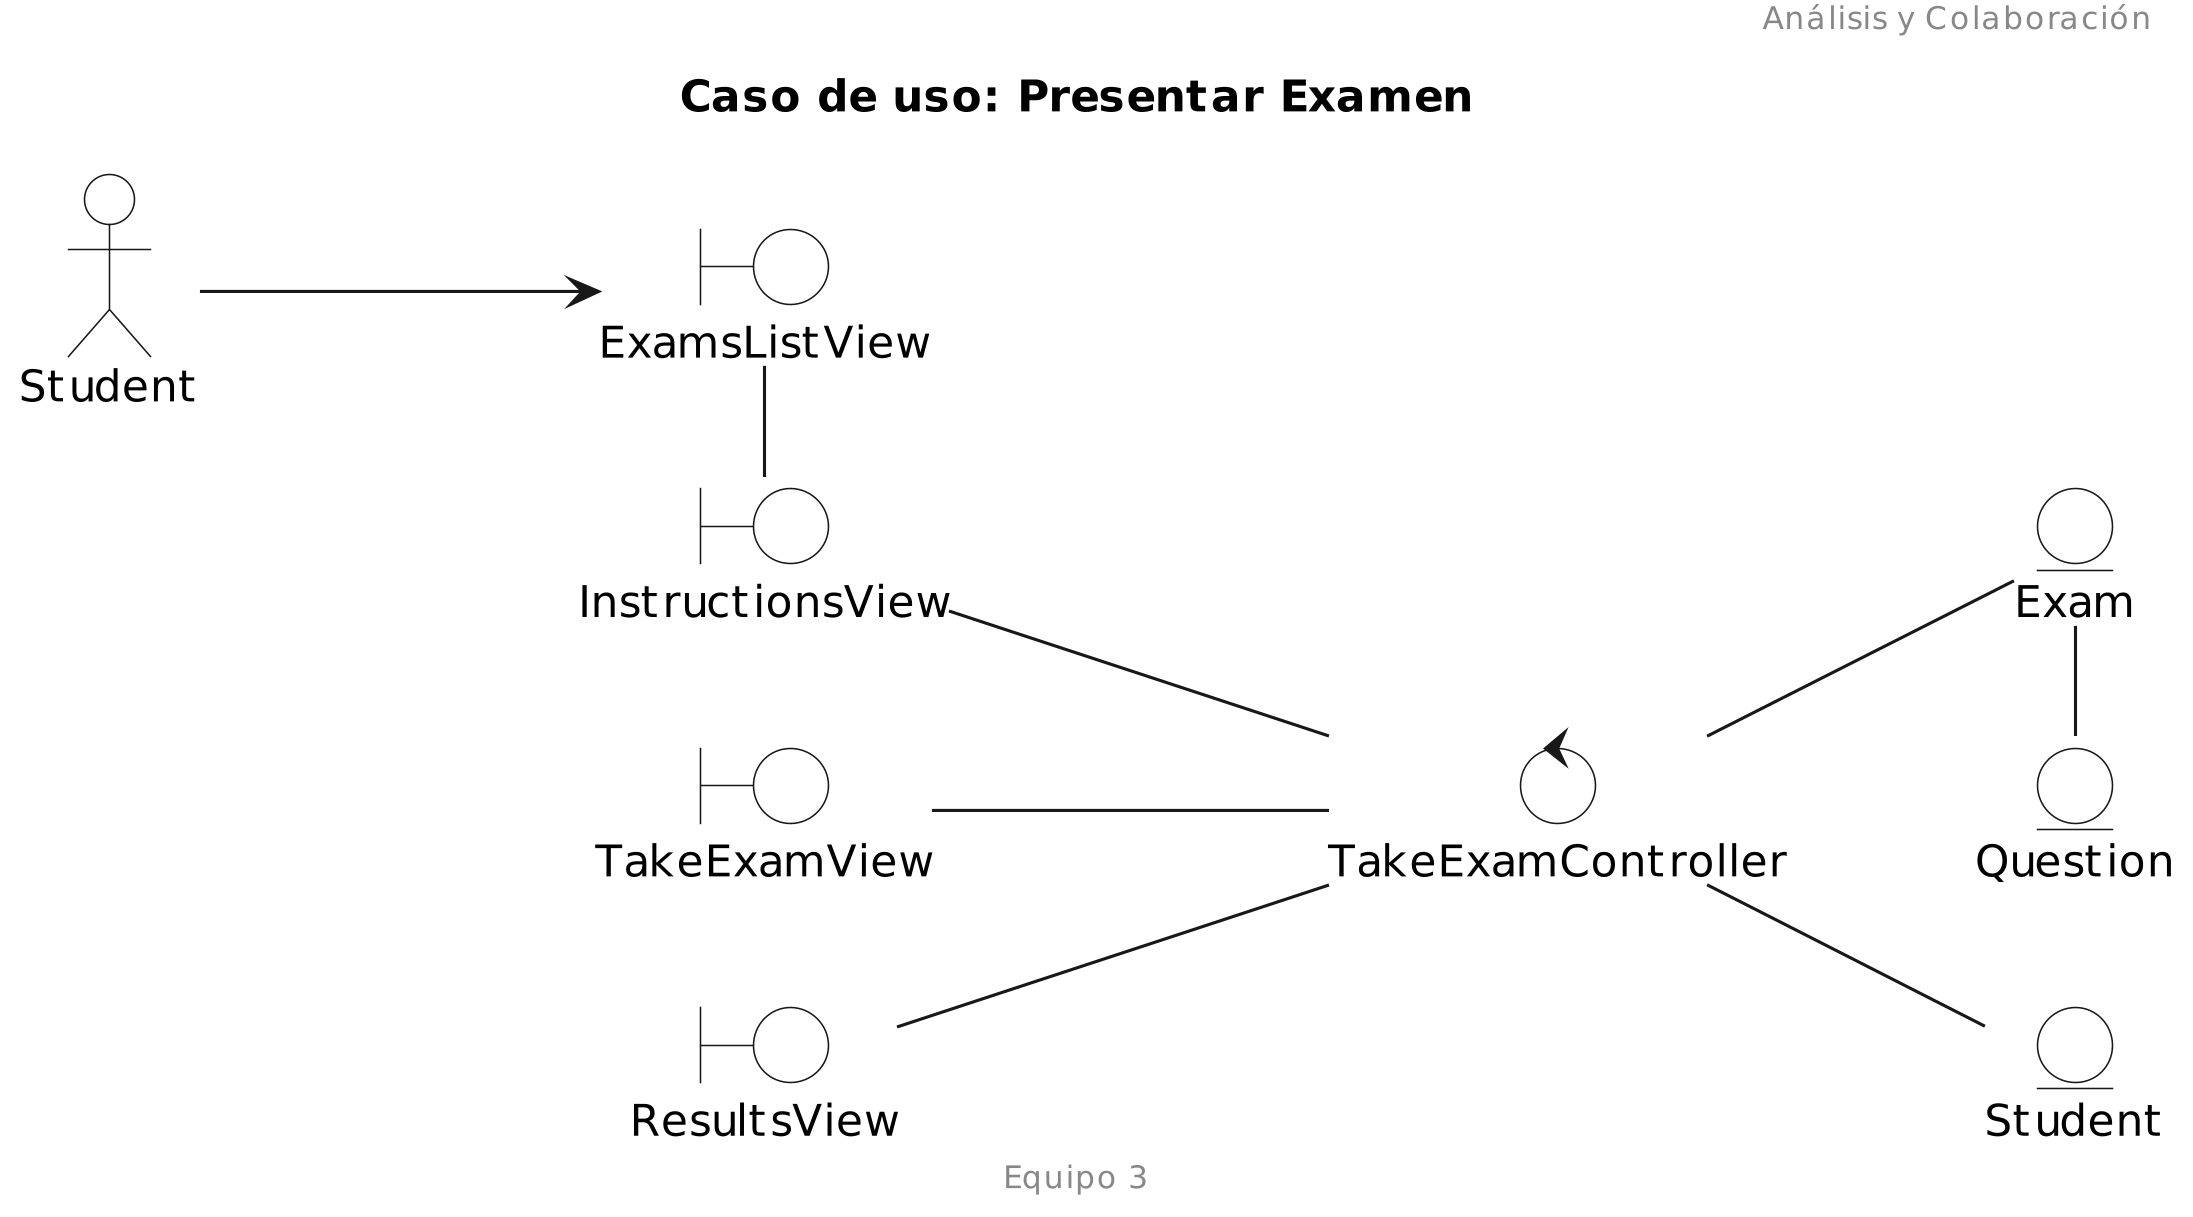 Análisis y Colaboración
Caso de uso: Presentar Examen
Student
ExamsListView
InstructionsView
Exam
TakeExamView
TakeExamController
Question
ResultsView
Student
Equipo 3